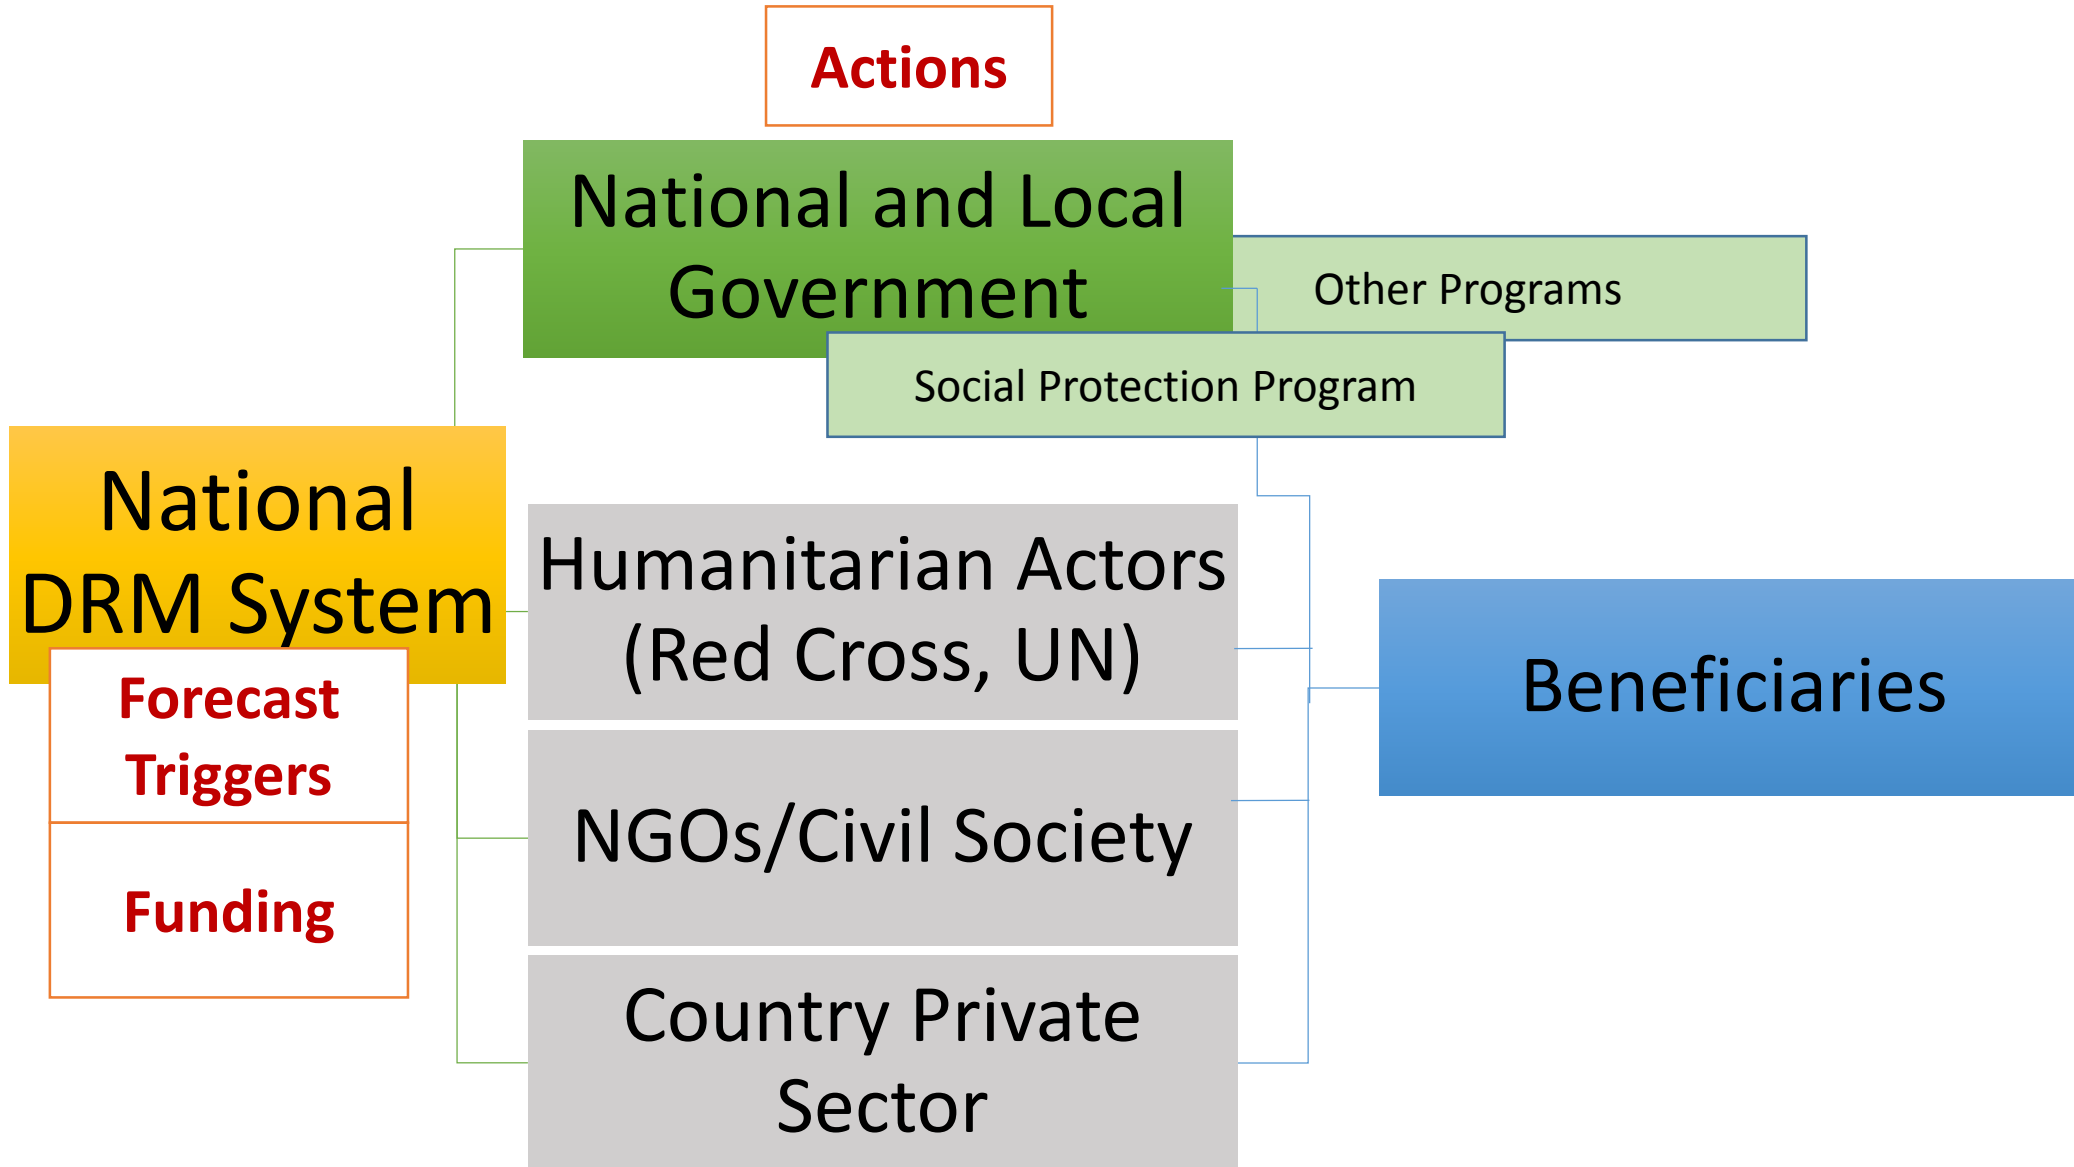 Actions
National and Local
Government
Other Programs
Social Protection Program
National
DRM System
Forecast
Triggers
Funding
Humanitarian Actors
(Red Cross, UN)
NGOs/Civil Society
Country Private
Sector
Beneficiaries